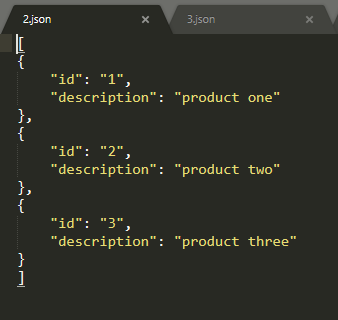 2.json × 3.json ×
[
{
"id": "1",
"description": "product one"
},
{
"id": "2",
"description": "product two"
},
{
"id": "3",
"description": "product three"
}
]